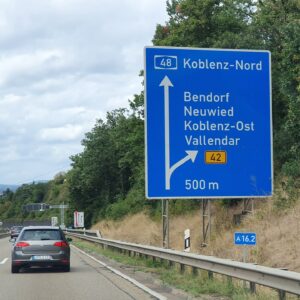 48 Koblenz-Nord
Bendorf
Neuwied
Koblenz-Ost
Vallendar
42
500 m
A 16.2